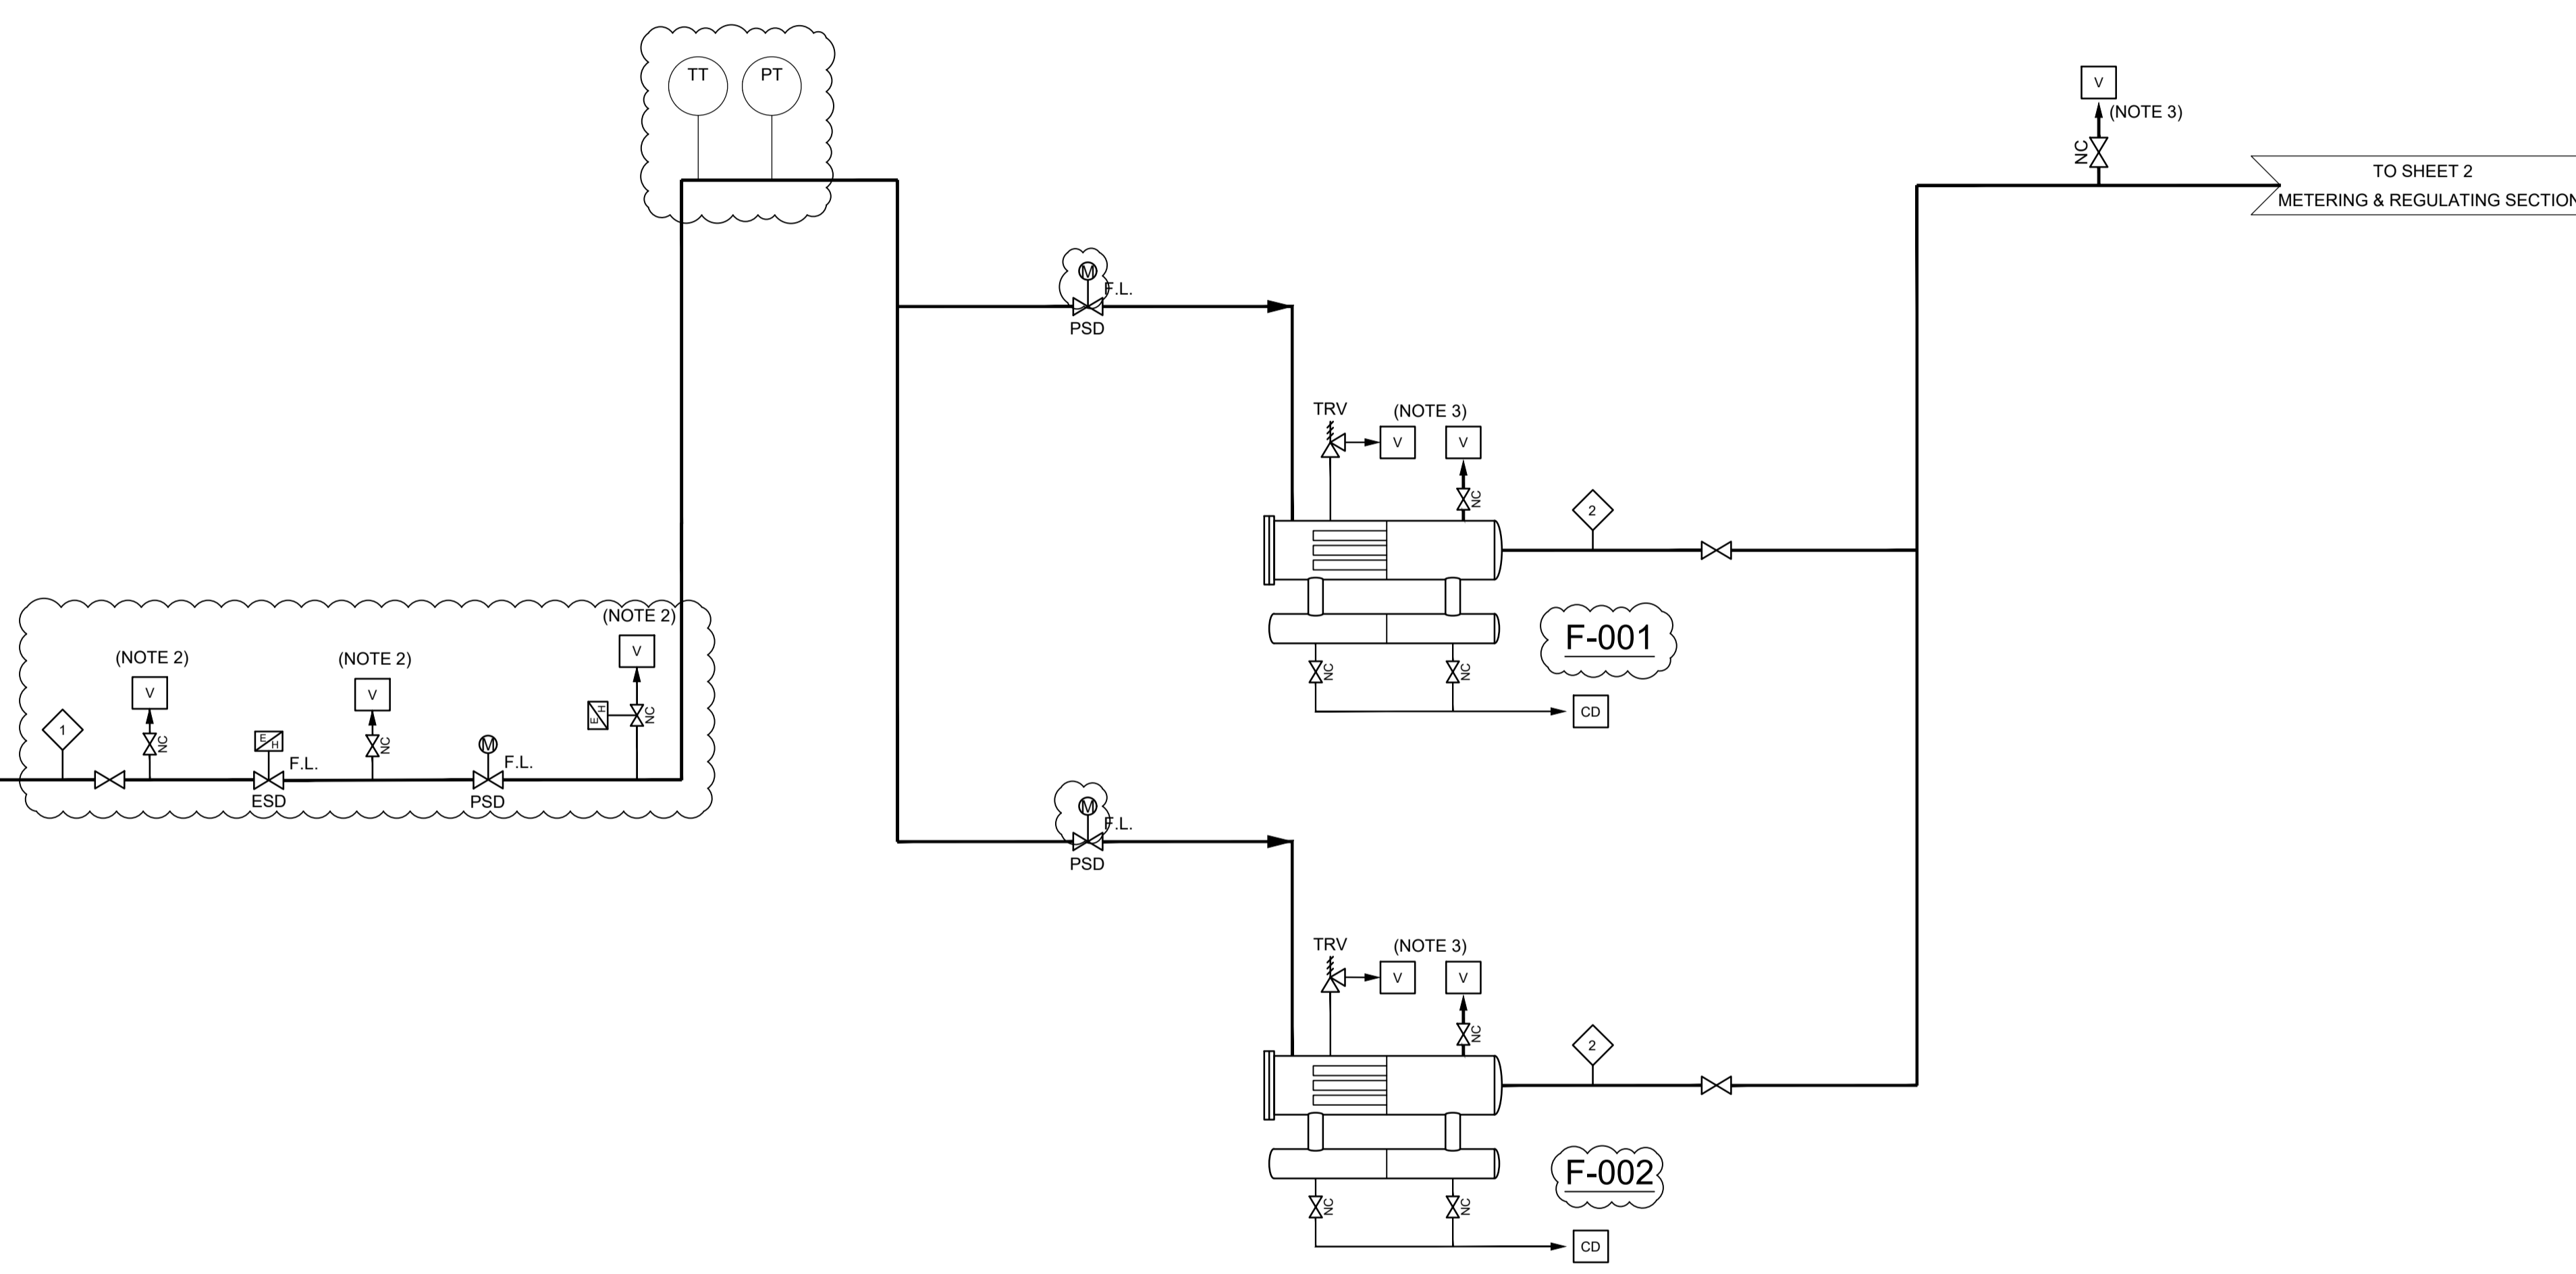 TT PT
V
(NOTE 3)
NC
TO SHEET 2
METERING & REGULATING SECTION
M
F.L.
PSD
TRV (NOTE 3)
V V
NC
2
(NOTE 2)
F-001
(NOTE 2) (NOTE 2)
V
V V
NC NC
NC NC NC
E H
CD
1
E H
M
F.L. F.L.
ESD PSD
M
F.L.
PSD
TRV (NOTE 3)
V V
NC
2
F-002
NC NC
CD